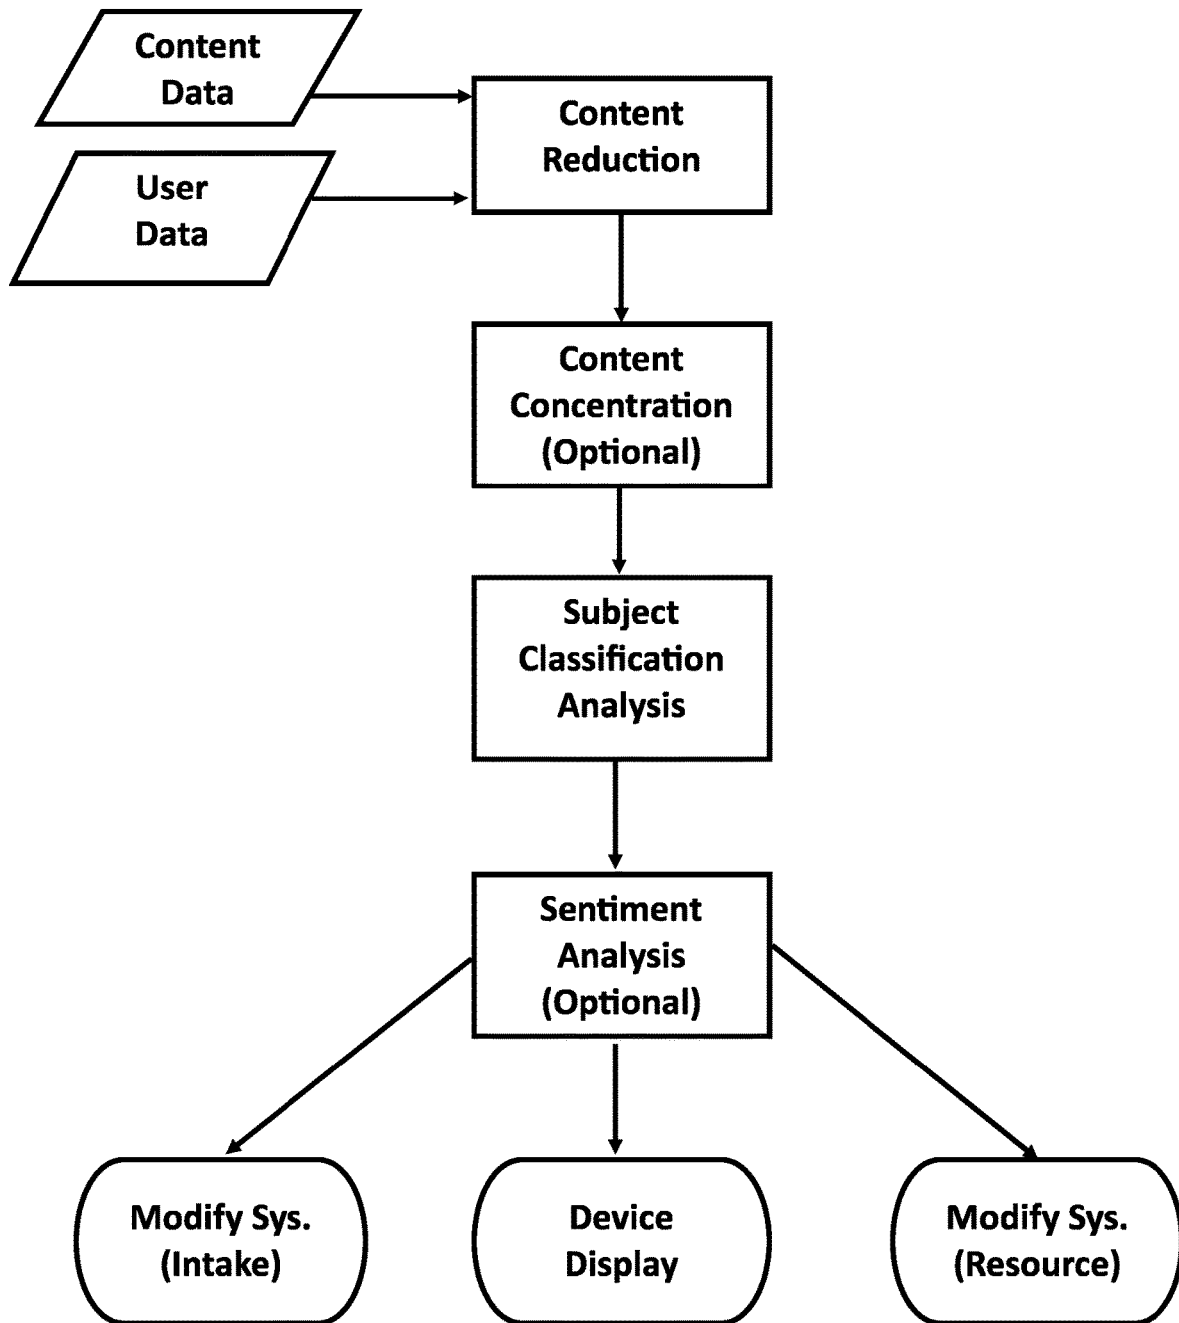 Content
Data
User
Data
Content
Reduction
Content
Concentration
(Optional)
Subject
Classification
Analysis
Sentiment
Analysis
(Optional)
Modify Sys.
(Intake)
Device
Display
Modify Sys.
(Resource)